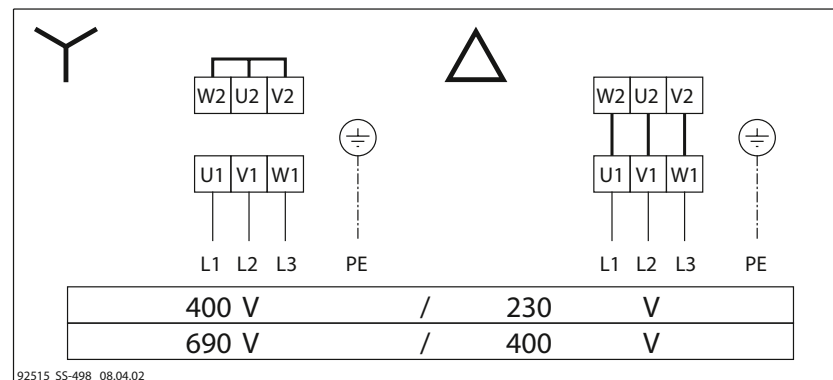 W2 U2 V2 W2 U2 V2
U1 V1 W1 U1 V1 W1
L1 L2 L3 PE L1 L2 L3 PE
400 V / 230 V
690 V / 400 V
92515 SS-498 08.04.02